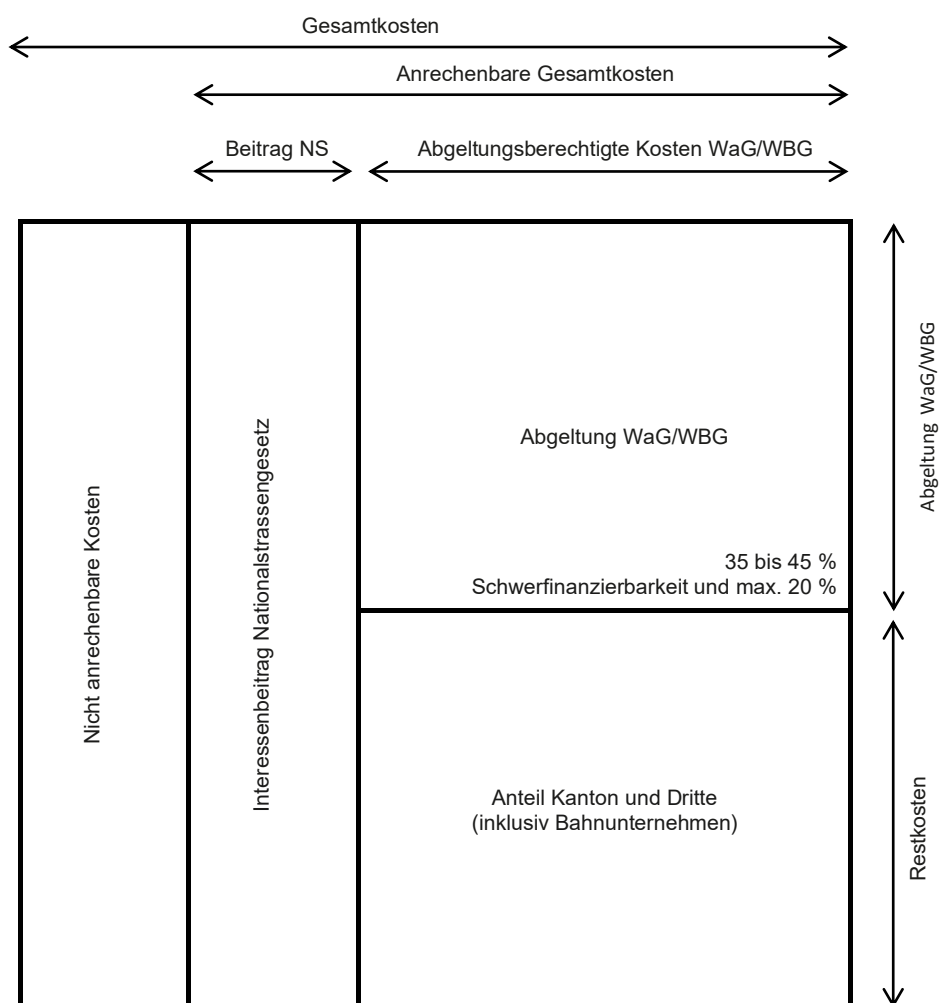 Gesamtkosten
Anrechenbare Gesamtkosten
Beitrag NS
Abgeltungsberechtigte Kosten WaG/WBG
Nicht anrechenbare Kosten
Interessenbeitrag Nationalstrassengesetz
Abgeltung WaG/WBG
35 bis 45 %
Schwerfinanzierbarkeit und max. 20 %
Abgeltung WaG/WBG
Anteil Kanton und Dritte
(inklusiv Bahnunternehmen)
Restkosten